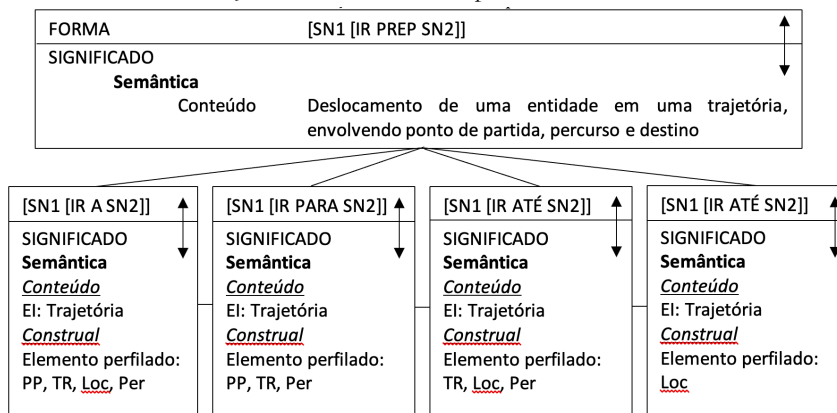 FORMA [SN1 [IR PREP SN2]]
SIGNIFICADO
Semântica
Conteúdo Deslocamento de uma entidade em uma trajetória,
envolvendo ponto de partida, percurso e destino
[SN1 [IR A SN2]]
SIGNIFICADO
Semântica
Conteúdo
EI: Trajetória
Construal
Elemento perfilado:
PP, TR, Loc, Per
[SN1 [IR PARA SN2]]
SIGNIFICADO
Semântica
Conteúdo
EI: Trajetória
Construal
Elemento perfilado:
PP, TR, Per
[SN1 [IR ATÉ SN2]]
SIGNIFICADO
Semântica
Conteúdo
EI: Trajetória
Construal
Elemento perfilado:
TR, Loc, Per
[SN1 [IR ATÉ SN2]]
SIGNIFICADO
Semântica
Conteúdo
EI: Trajetória
Construal
Elemento perfilado:
Loc